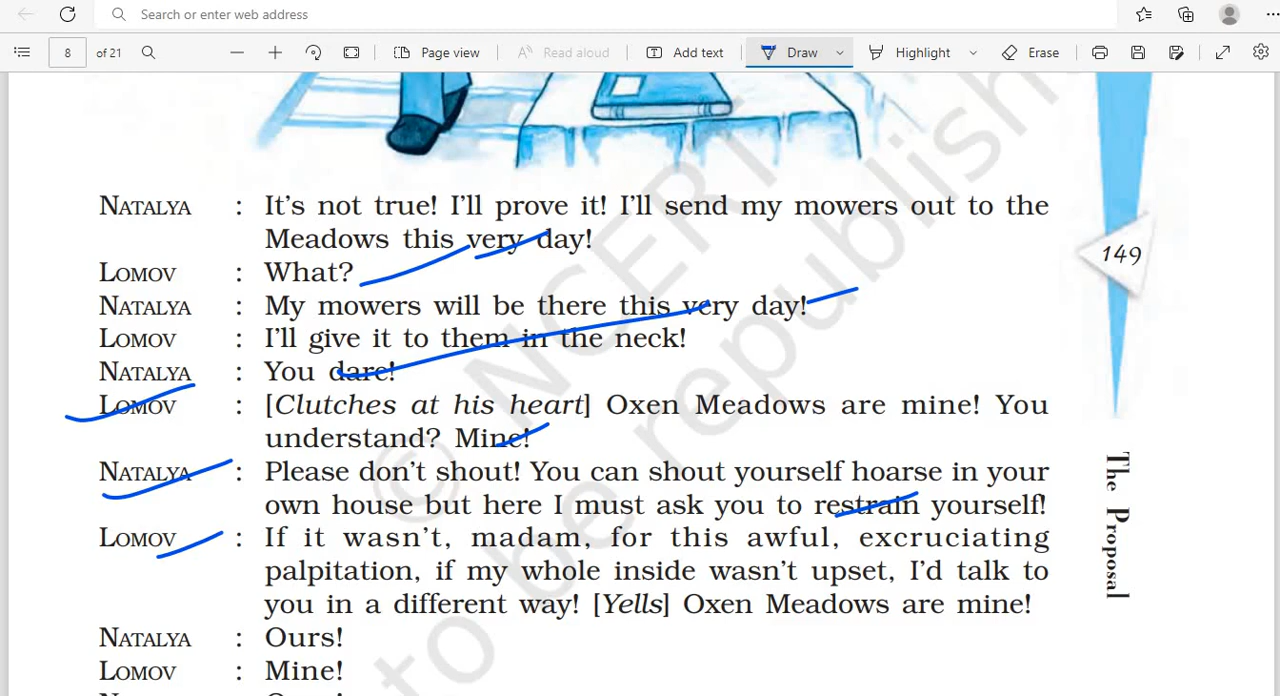 Search or enter web address
8 of 21 Page view Read aloud Add text Draw Highlight Erase
NATALYA : It's not true! I'll prove it! I'll send my mowers out to the
Meadows this very day!
LOMOV : What?
NATALYA : My mowers will be there this very day!
LOMOV : I'll give it to them in the neck!
NATALYA : You dare!
LOMOV : [Clutches at his heart] Oxen Meadows are mine! You
understand? Mine!
NATALYA : Please don't shout! You can shout yourself hoarse in your
own house but here I must ask you to restrain yourself!
LOMOV : If it wasn't, madam, for this awful, excruciating
palpitation, if my whole inside wasn't upset, I'd talk to
you in a different way! [Yells] Oxen Meadows are mine!
NATALYA : Ours!
LOMOV : Mine!
149
The Proposal
© NCERT
to be republish